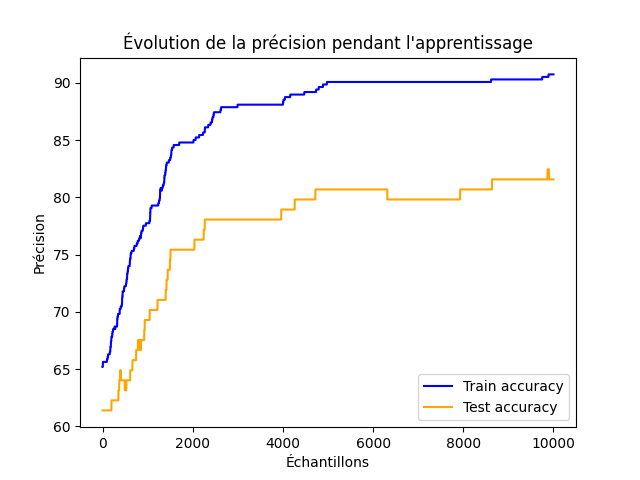 Évolution de la précision pendant l'apprentissage
Précision
90
85
80
75
70
65
60
0 2000 4000 6000 8000 10000
Échantillons
Train accuracy
Test accuracy